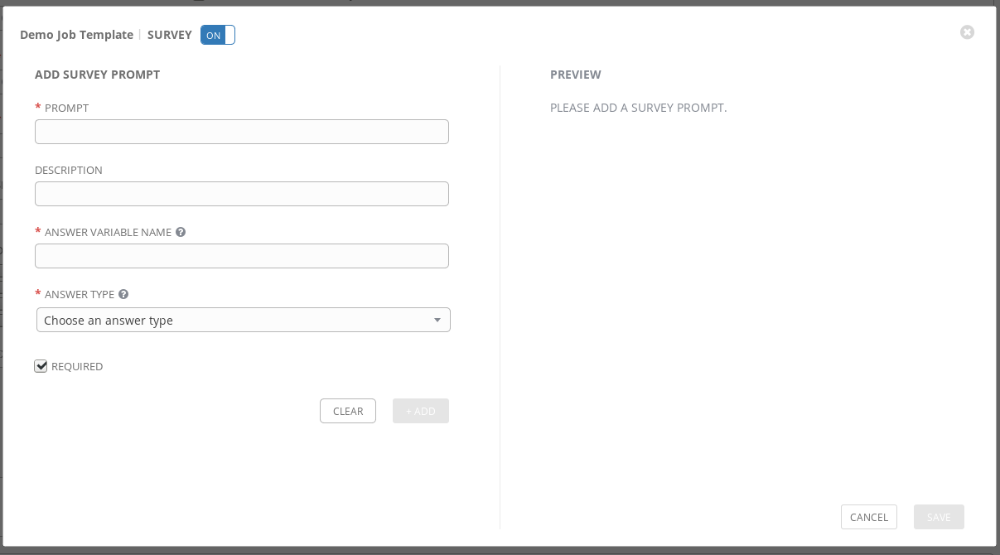 Demo Job Template | SURVEY ON
ADD SURVEY PROMPT
* PROMPT
DESCRIPTION
* ANSWER VARIABLE NAME ?
* ANSWER TYPE ?
Choose an answer type
REQUIRED
CLEAR + ADD
PREVIEW
PLEASE ADD A SURVEY PROMPT.
CANCEL SAVE